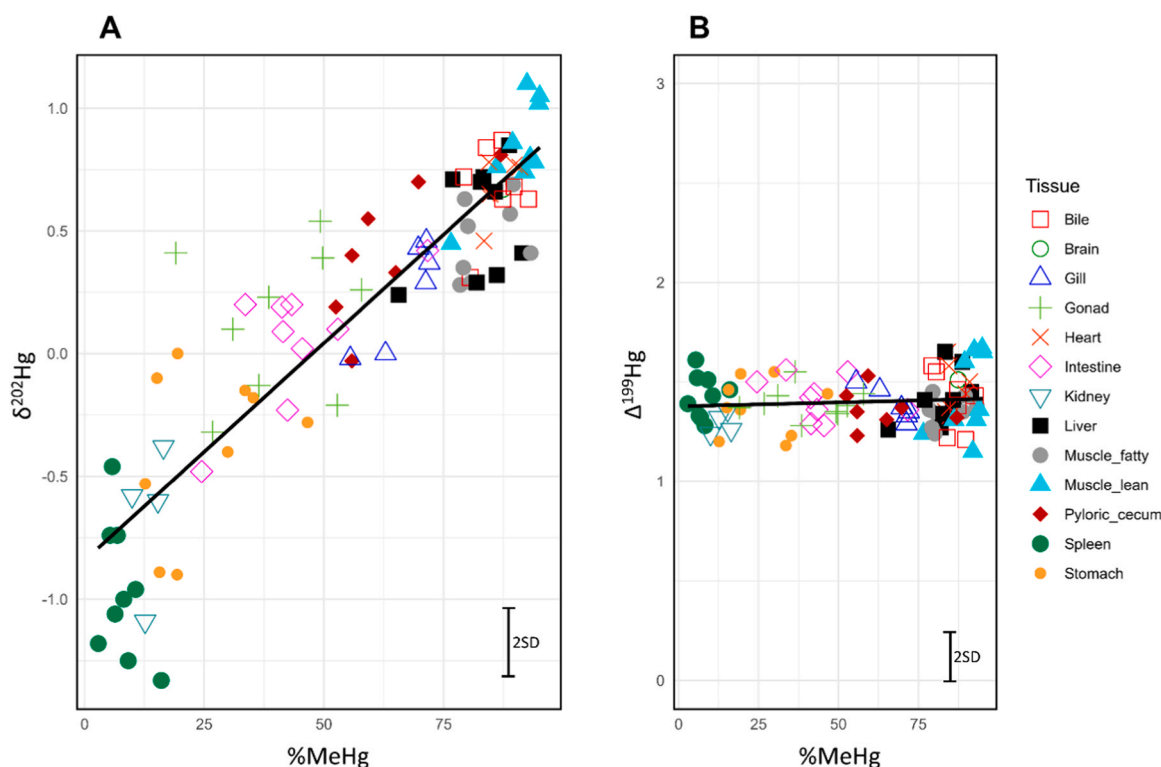 A
B
δ²⁰²Hg
1.0
0.5
0.0
-0.5
-1.0
2SD
0
25
50
75
%MeHg
Δ¹⁹⁹Hg
3
2
1
0
2SD
0
25
50
75
%MeHg
Tissue
Bile
Brain
Gill
Gonad
Heart
Intestine
Kidney
Liver
Muscle_fatty
Muscle_lean
Pyloric_cecum
Spleen
Stomach